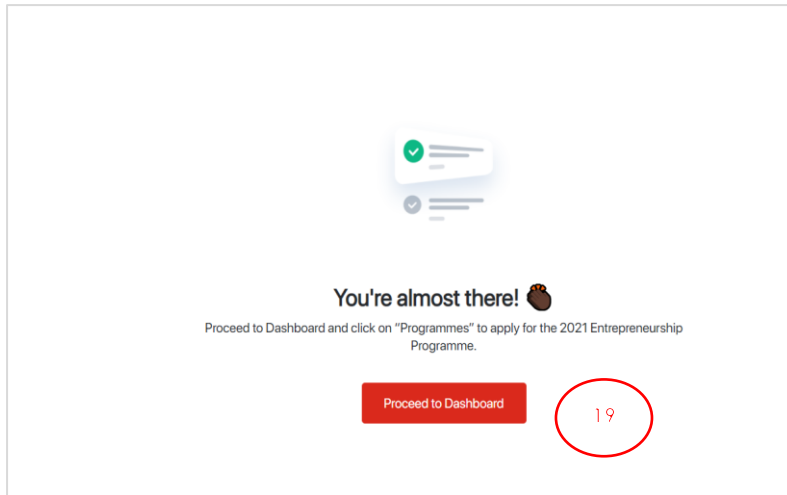 You're almost there! 👏🏿
Proceed to Dashboard and click on “Programmes” to apply for the 2021 Entrepreneurship
Programme.
Proceed to Dashboard
19